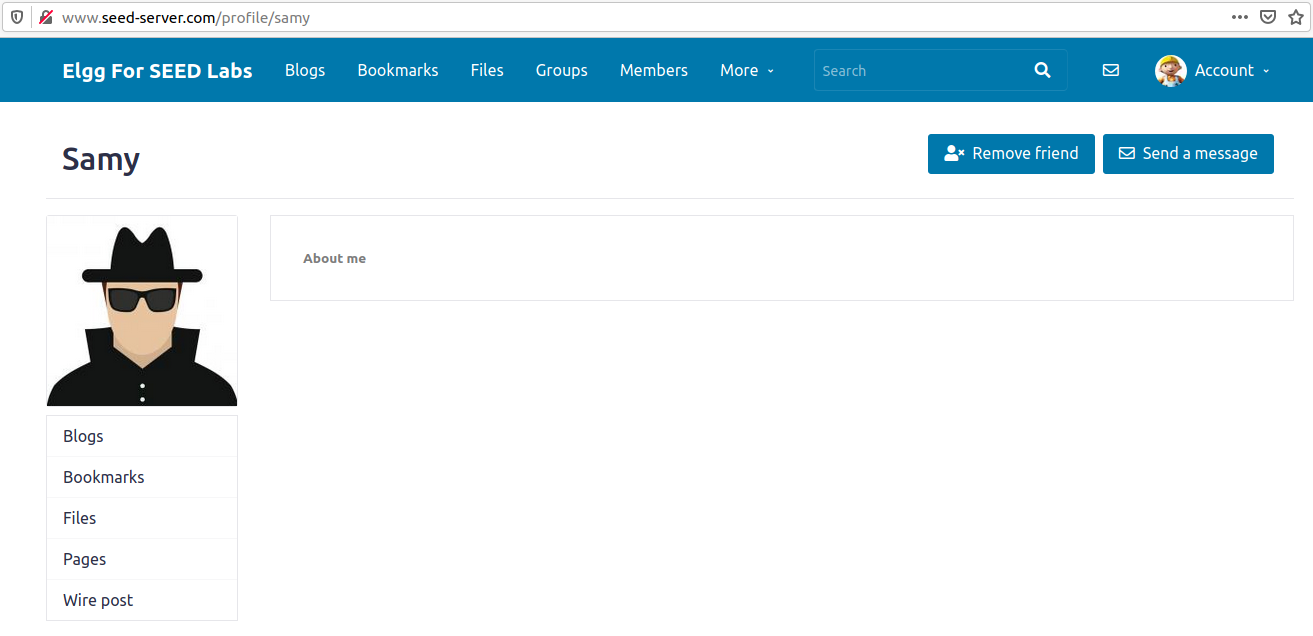 www.seed-server.com/profile/samy
Elgg For SEED Labs Blogs Bookmarks Files Groups Members More Search Account
Samy Remove friend Send a message
About me
Blogs
Bookmarks
Files
Pages
Wire post